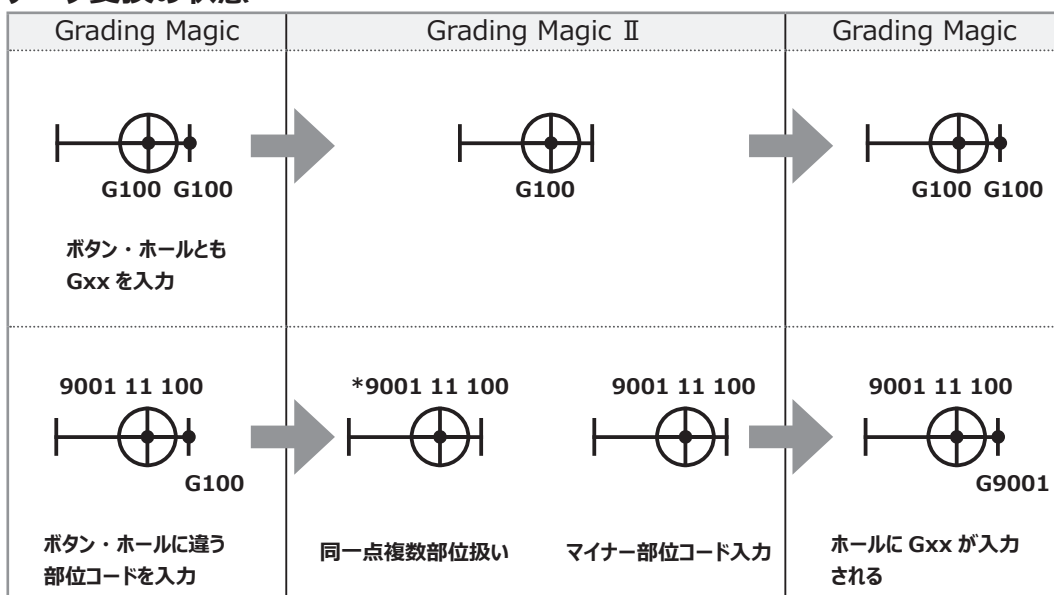 Grading Magic
Grading Magic Ⅱ
Grading Magic
G100 G100
G100
G100 G100
ボタン・ホールとも
Gxx を入力
9001 11 100
*9001 11 100
9001 11 100
9001 11 100
G100
G9001
ボタン・ホールに違う
部位コードを入力
同一点複数部位扱い
マイナー部位コード入力
ホールに Gxx が入力
される